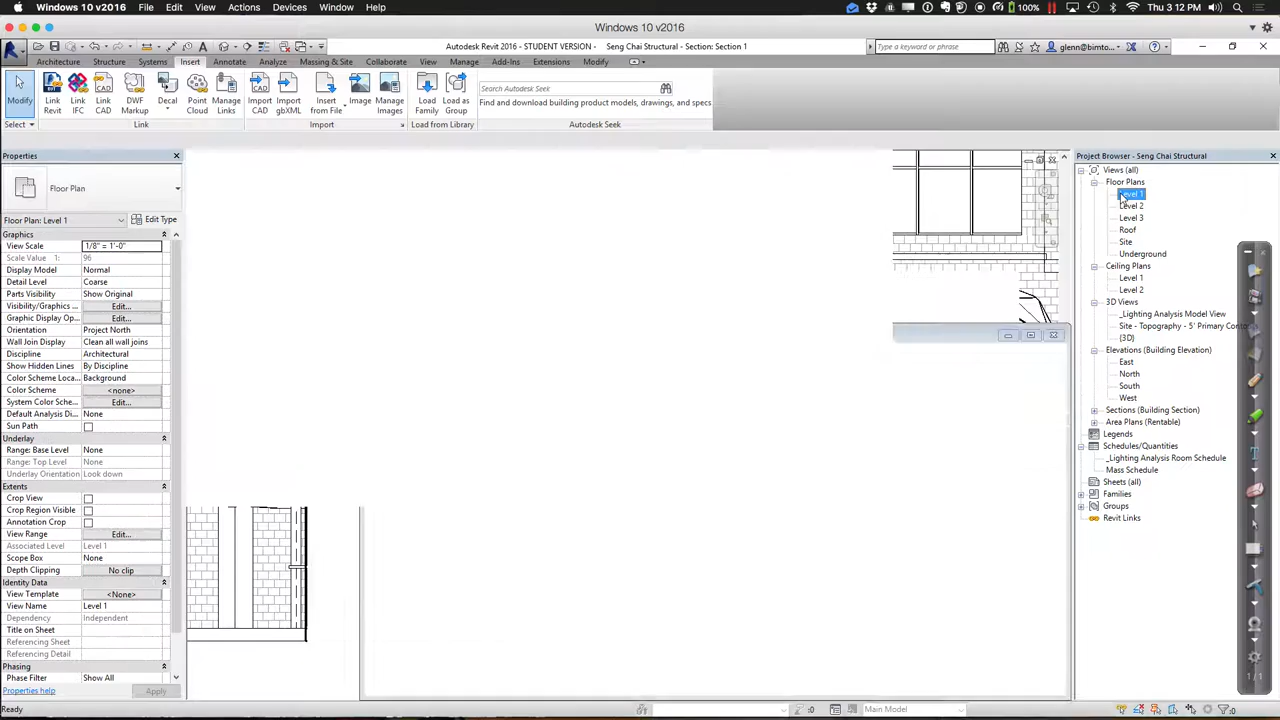 File Edit View Actions Devices Window Help 100% Thu 3:12 PM
Windows 10 v2016
Autodesk Revit 2016 - STUDENT VERSION - Seng Chai Structural - Section: Section 1 Type a keyword or phrase glenn@bimto...
Architecture Structure Systems Insert Annotate Analyze Massing & Site Collaborate View Manage Add-Ins Extensions Modify
Modify Link Revit Link IFC Link CAD DWF Markup Decal Point Cloud Manage Links Import CAD Import gbXML Insert from File Image Manage Images Load Family Load as Group Search Autodesk Seek
Find and download building product models, drawings, and specs
Select Link Import Load from Library Autodesk Seek
Properties
Floor Plan
Floor Plan: Level 1 Edit Type
Graphics
View Scale 1/8" = 1'-0"
Scale Value 1: 96
Display Model Normal
Detail Level Coarse
Parts Visibility Show Original
Visibility/Graphics ... Edit...
Graphic Display Op... Edit...
Orientation Project North
Wall Join Display Clean all wall joins
Discipline Architectural
Show Hidden Lines By Discipline
Color Scheme Loca... Background
Color Scheme <none>
System Color Sche... Edit...
Default Analysis Di... None
Sun Path
Underlay
Range: Base Level None
Range: Top Level None
Underlay Orientation Look down
Extents
Crop View
Crop Region Visible
Annotation Crop
View Range Edit...
Associated Level Level 1
Scope Box None
Depth Clipping No clip
Identity Data
View Template <None>
View Name Level 1
Dependency Independent
Title on Sheet
Referencing Sheet
Referencing Detail
Phasing
Phase Filter Show All
Properties help Apply
Ready :0 Main Model :0
Project Browser - Seng Chai Structural
Views (all)
Floor Plans
Level 1
Level 2
Level 3
Roof
Site
Underground
Ceiling Plans
Level 1
Level 2
3D Views
_Lighting Analysis Model View
Site - Topography - 5' Primary Conto
{3D}
Elevations (Building Elevation)
East
North
South
West
Sections (Building Section)
Area Plans (Rentable)
Legends
Schedules/Quantities
_Lighting Analysis Room Schedule
Mass Schedule
Sheets (all)
Families
Groups
Revit Links
1 / 1